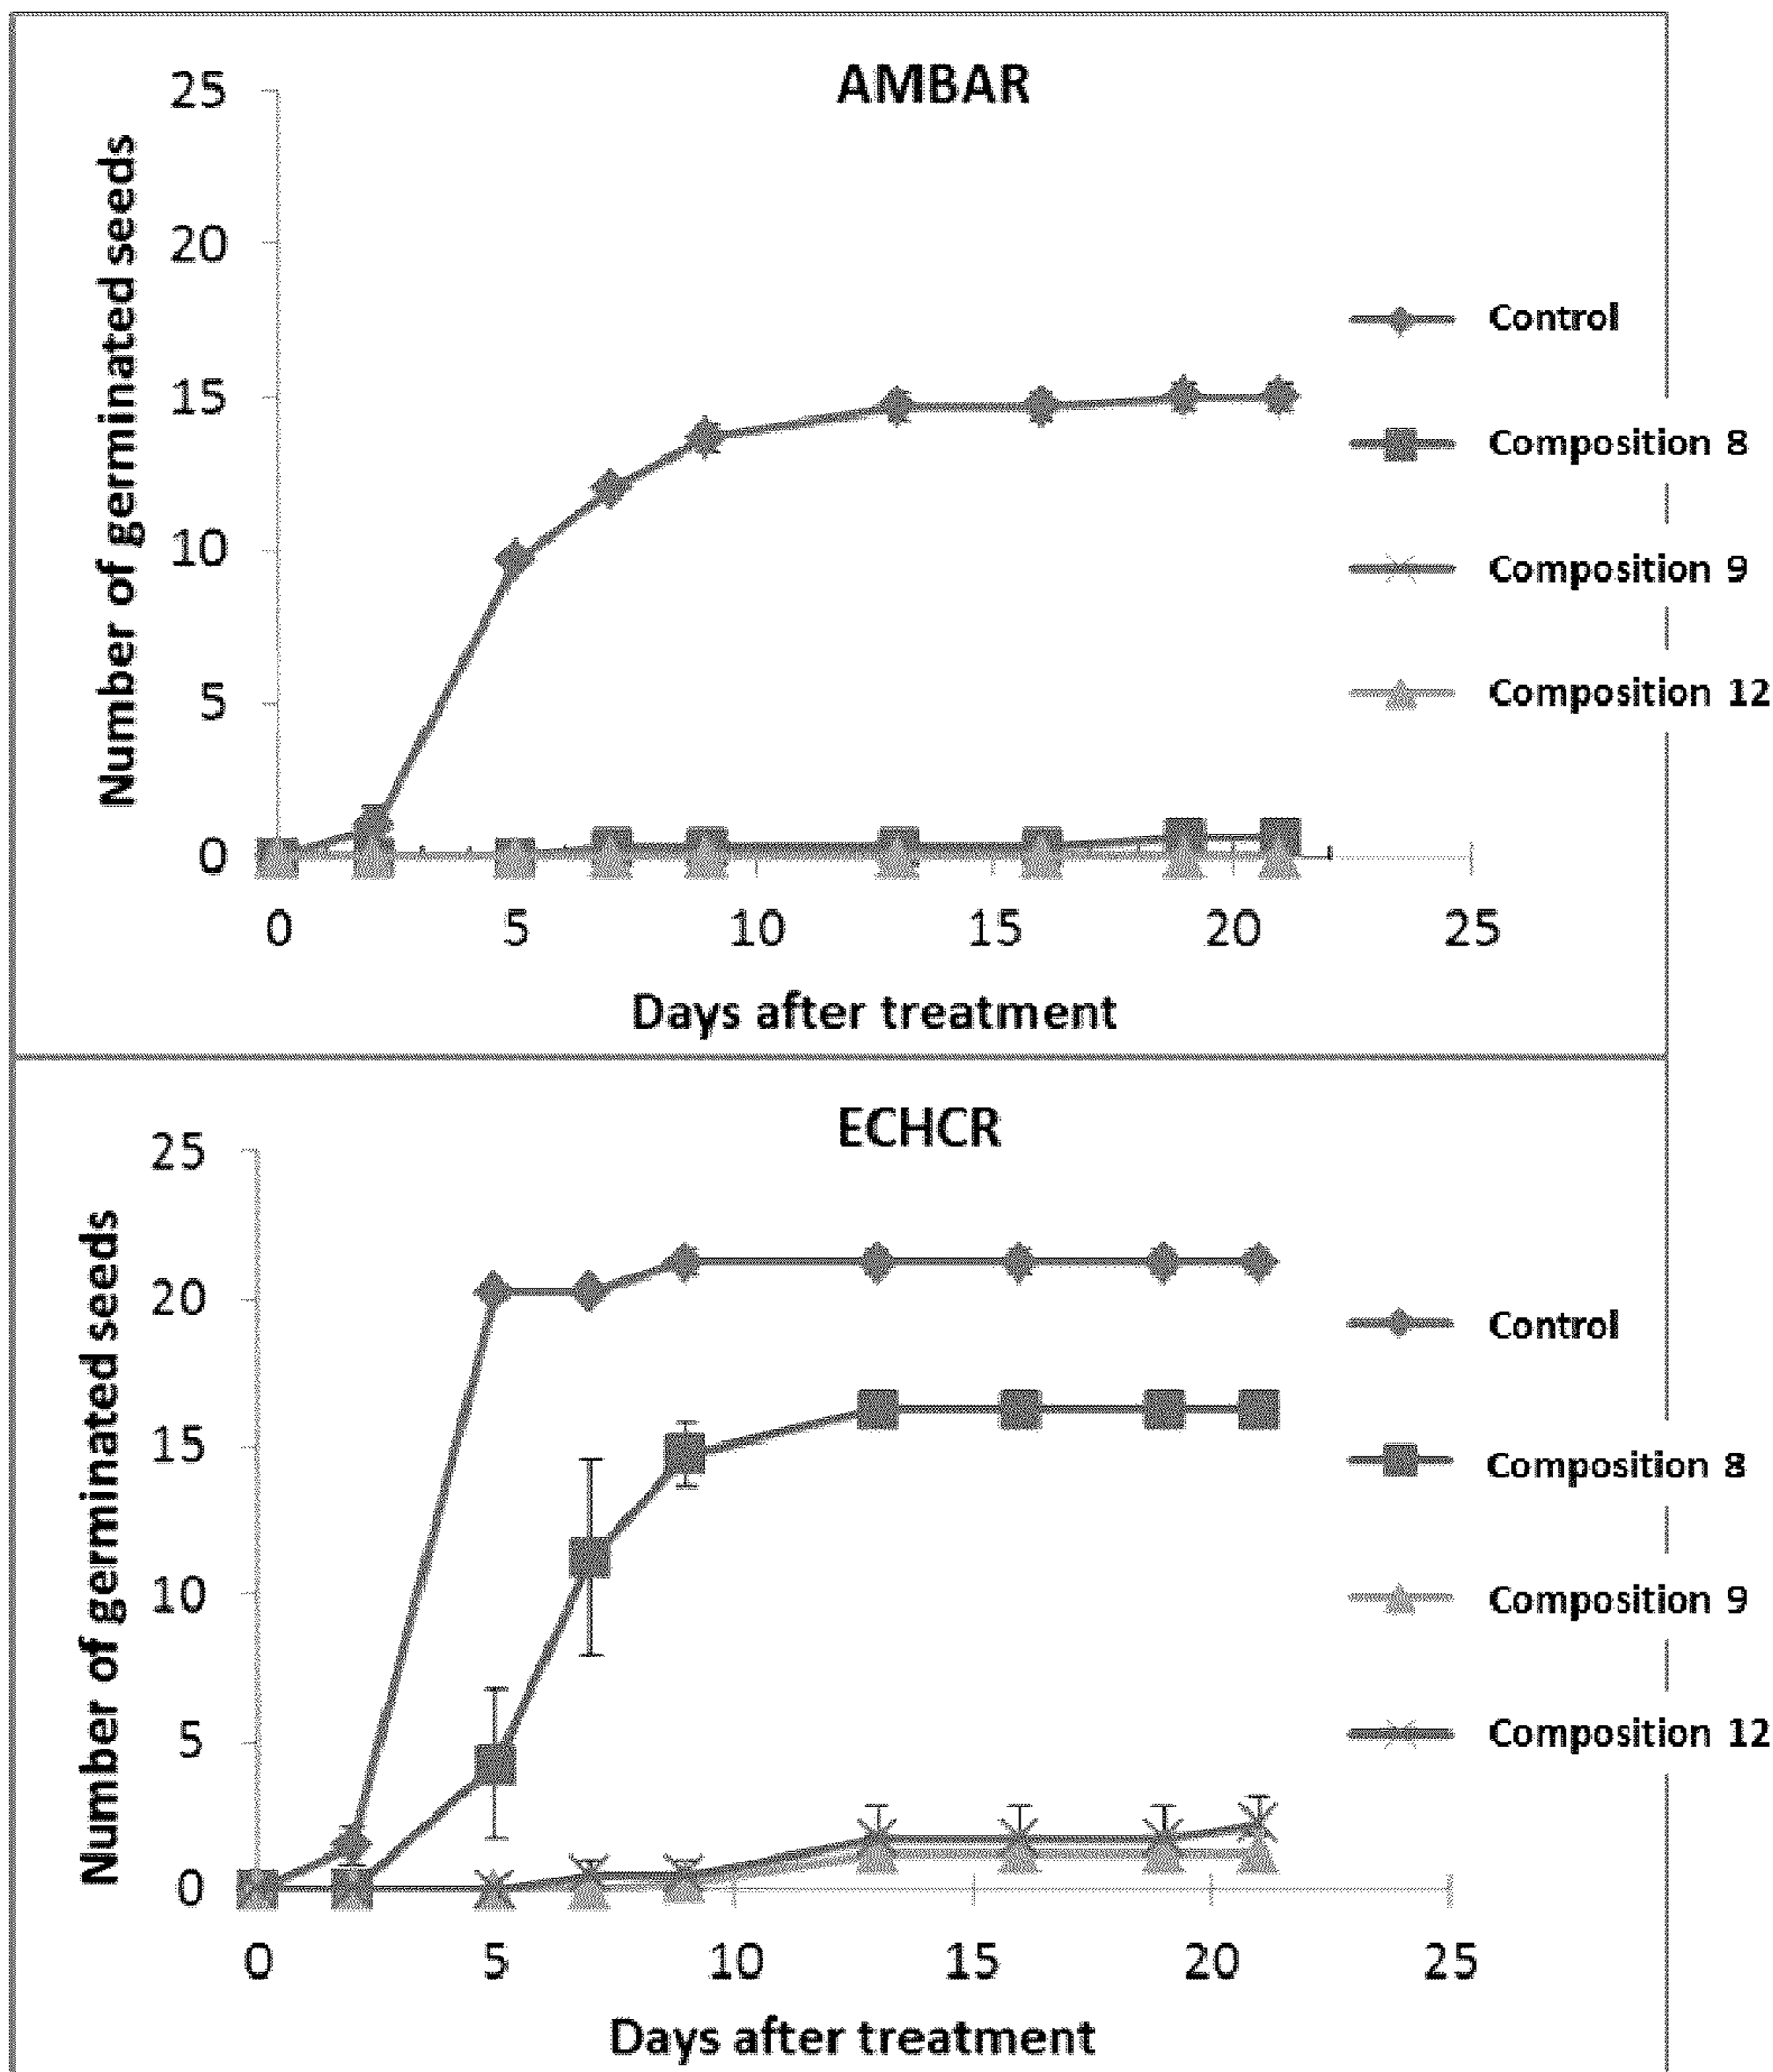 AMBAR
25
20
15
10
5
0
Number of germinated seeds
0 5 10 15 20 25
Days after treatment
Control
Composition 8
Composition 9
Composition 12
ECHCR
25
20
15
10
5
0
Number of germinated seeds
0 5 10 15 20 25
Days after treatment
Control
Composition 8
Composition 9
Composition 12